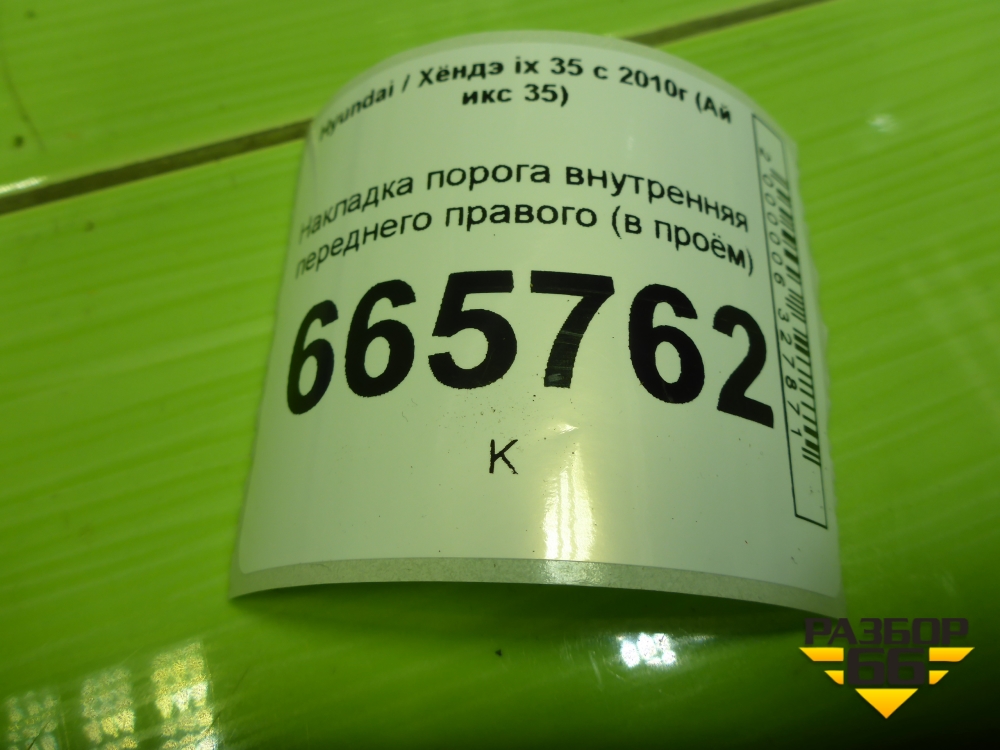 Hyundai / Хёндэ ix 35 с 2010г (Ай
икс 35)
Накладка порога внутренняя
переднего правого (в проём)
665762
К
2000006327871
РАЗБОР
66